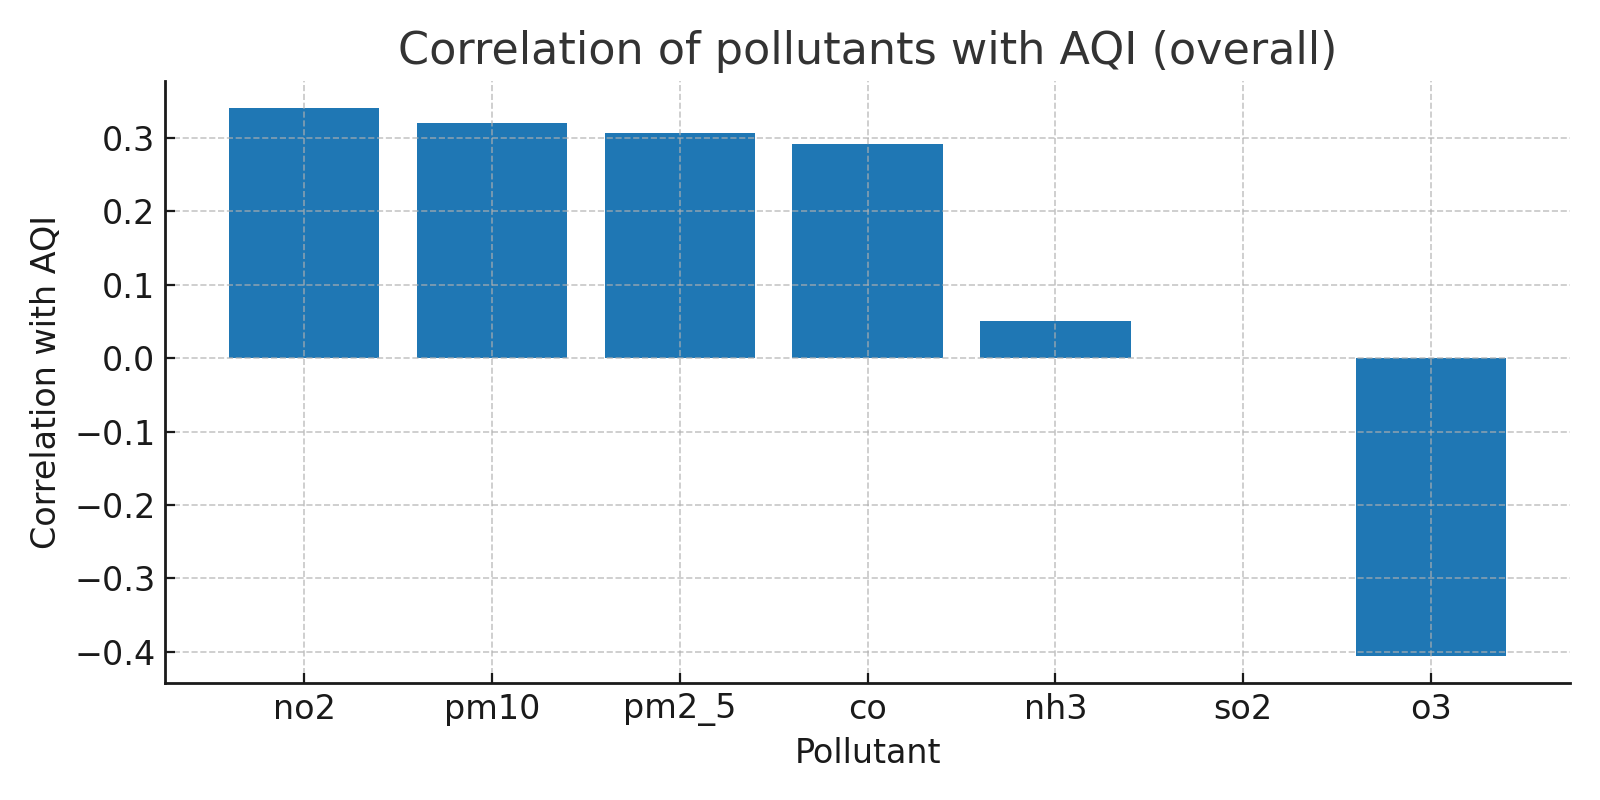 Correlation of pollutants with AQI (overall)
Correlation with AQI
0.3
0.2
0.1
0.0
−0.1
−0.2
−0.3
−0.4
no2 pm10 pm2_5 co nh3 so2 o3
Pollutant